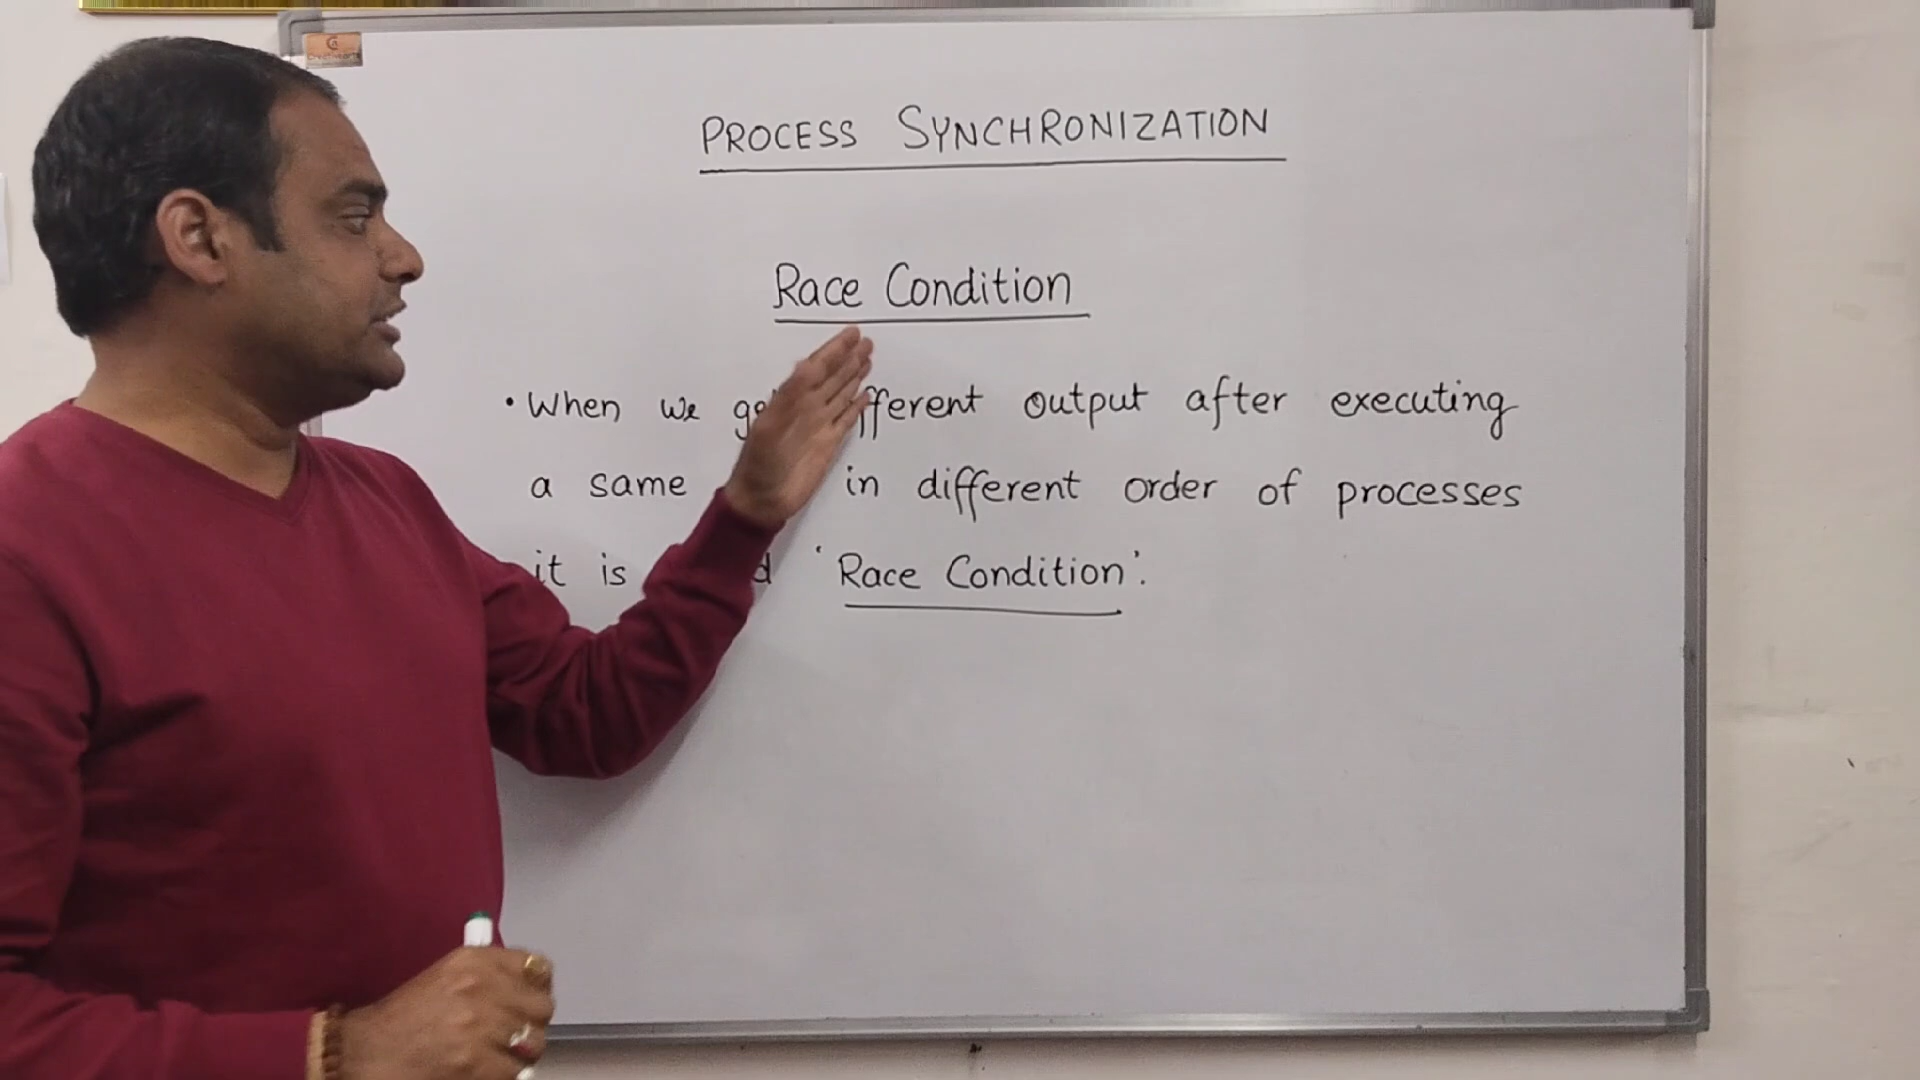 PROCESS SYNCHRONIZATION
Race Condition
• When we different output after executing
a same in different order of processes
it is 'Race Condition'.